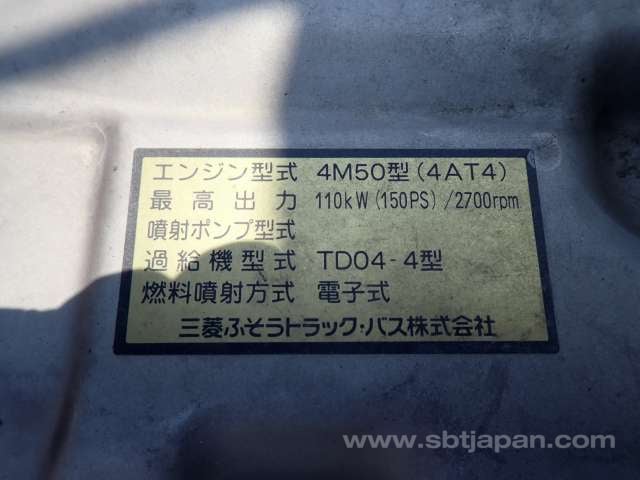 エンジン型式 4M50型(4AT4)
最高出力 110kW(150PS)/2700rpm
噴射ポンプ型式
過給機型式 TD04-4型
燃料噴射方式 電子式
三菱ふそうトラック・バス株式会社
www.sbtjapan.com